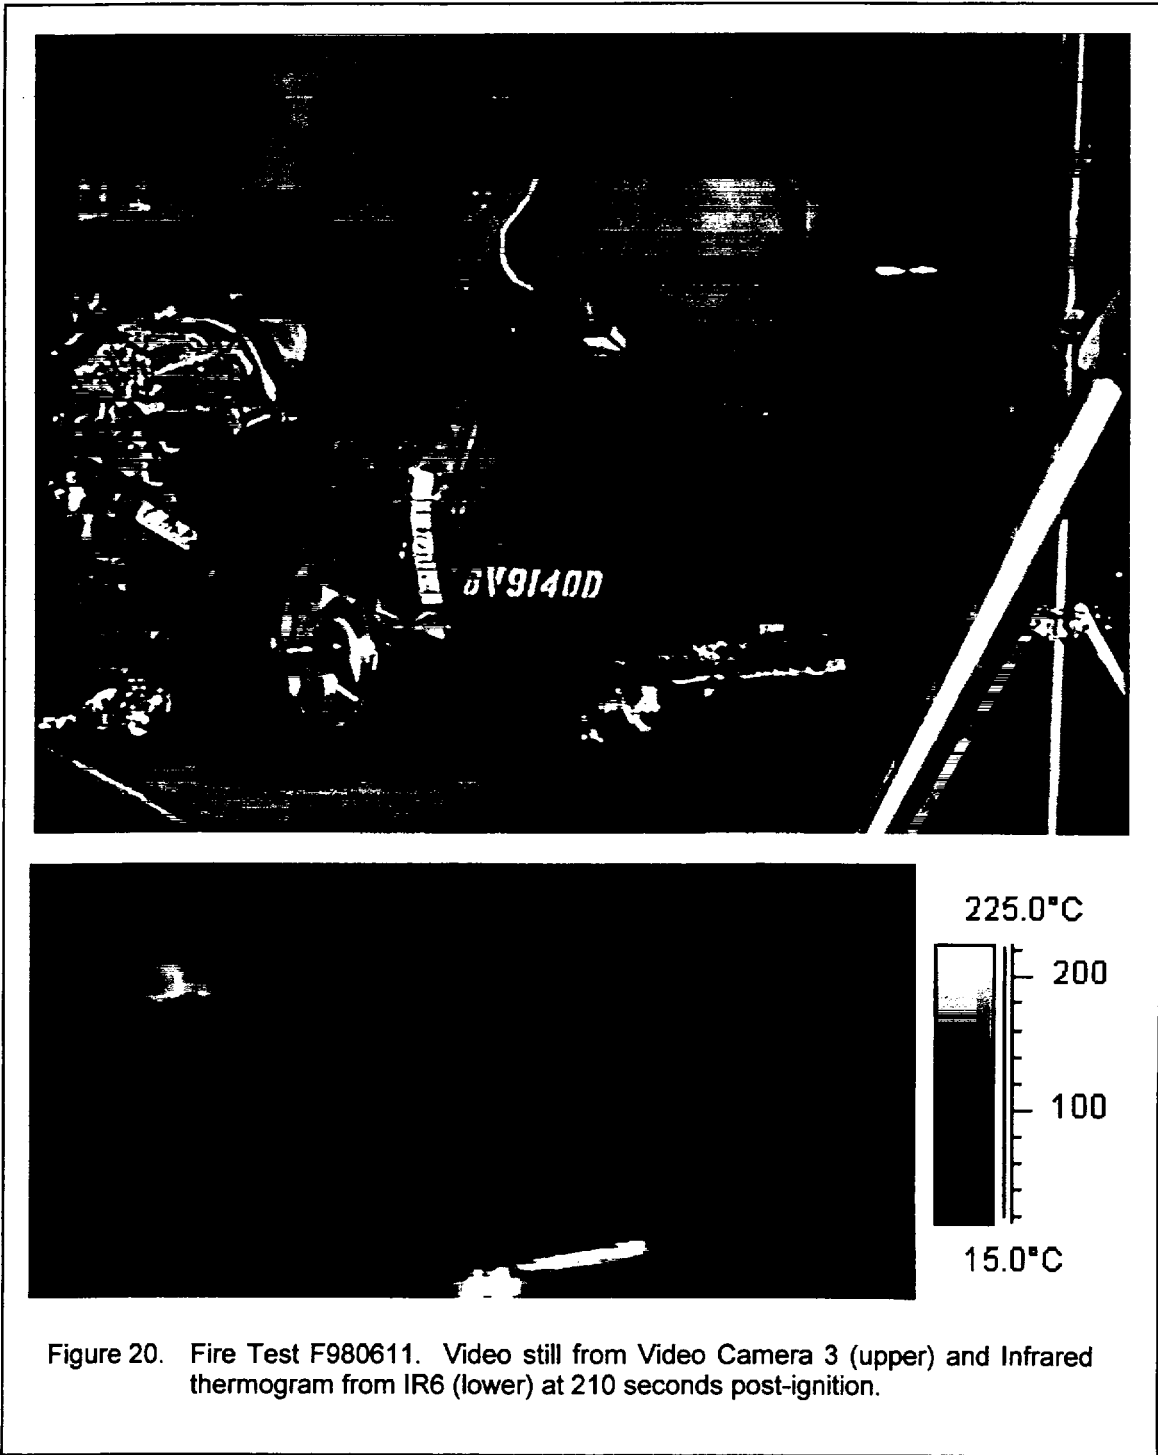 GV9140D
225.0°C
200
100
15.0°C
Figure 20. Fire Test F980611. Video still from Video Camera 3 (upper) and Infrared
thermogram from IR6 (lower) at 210 seconds post-ignition.